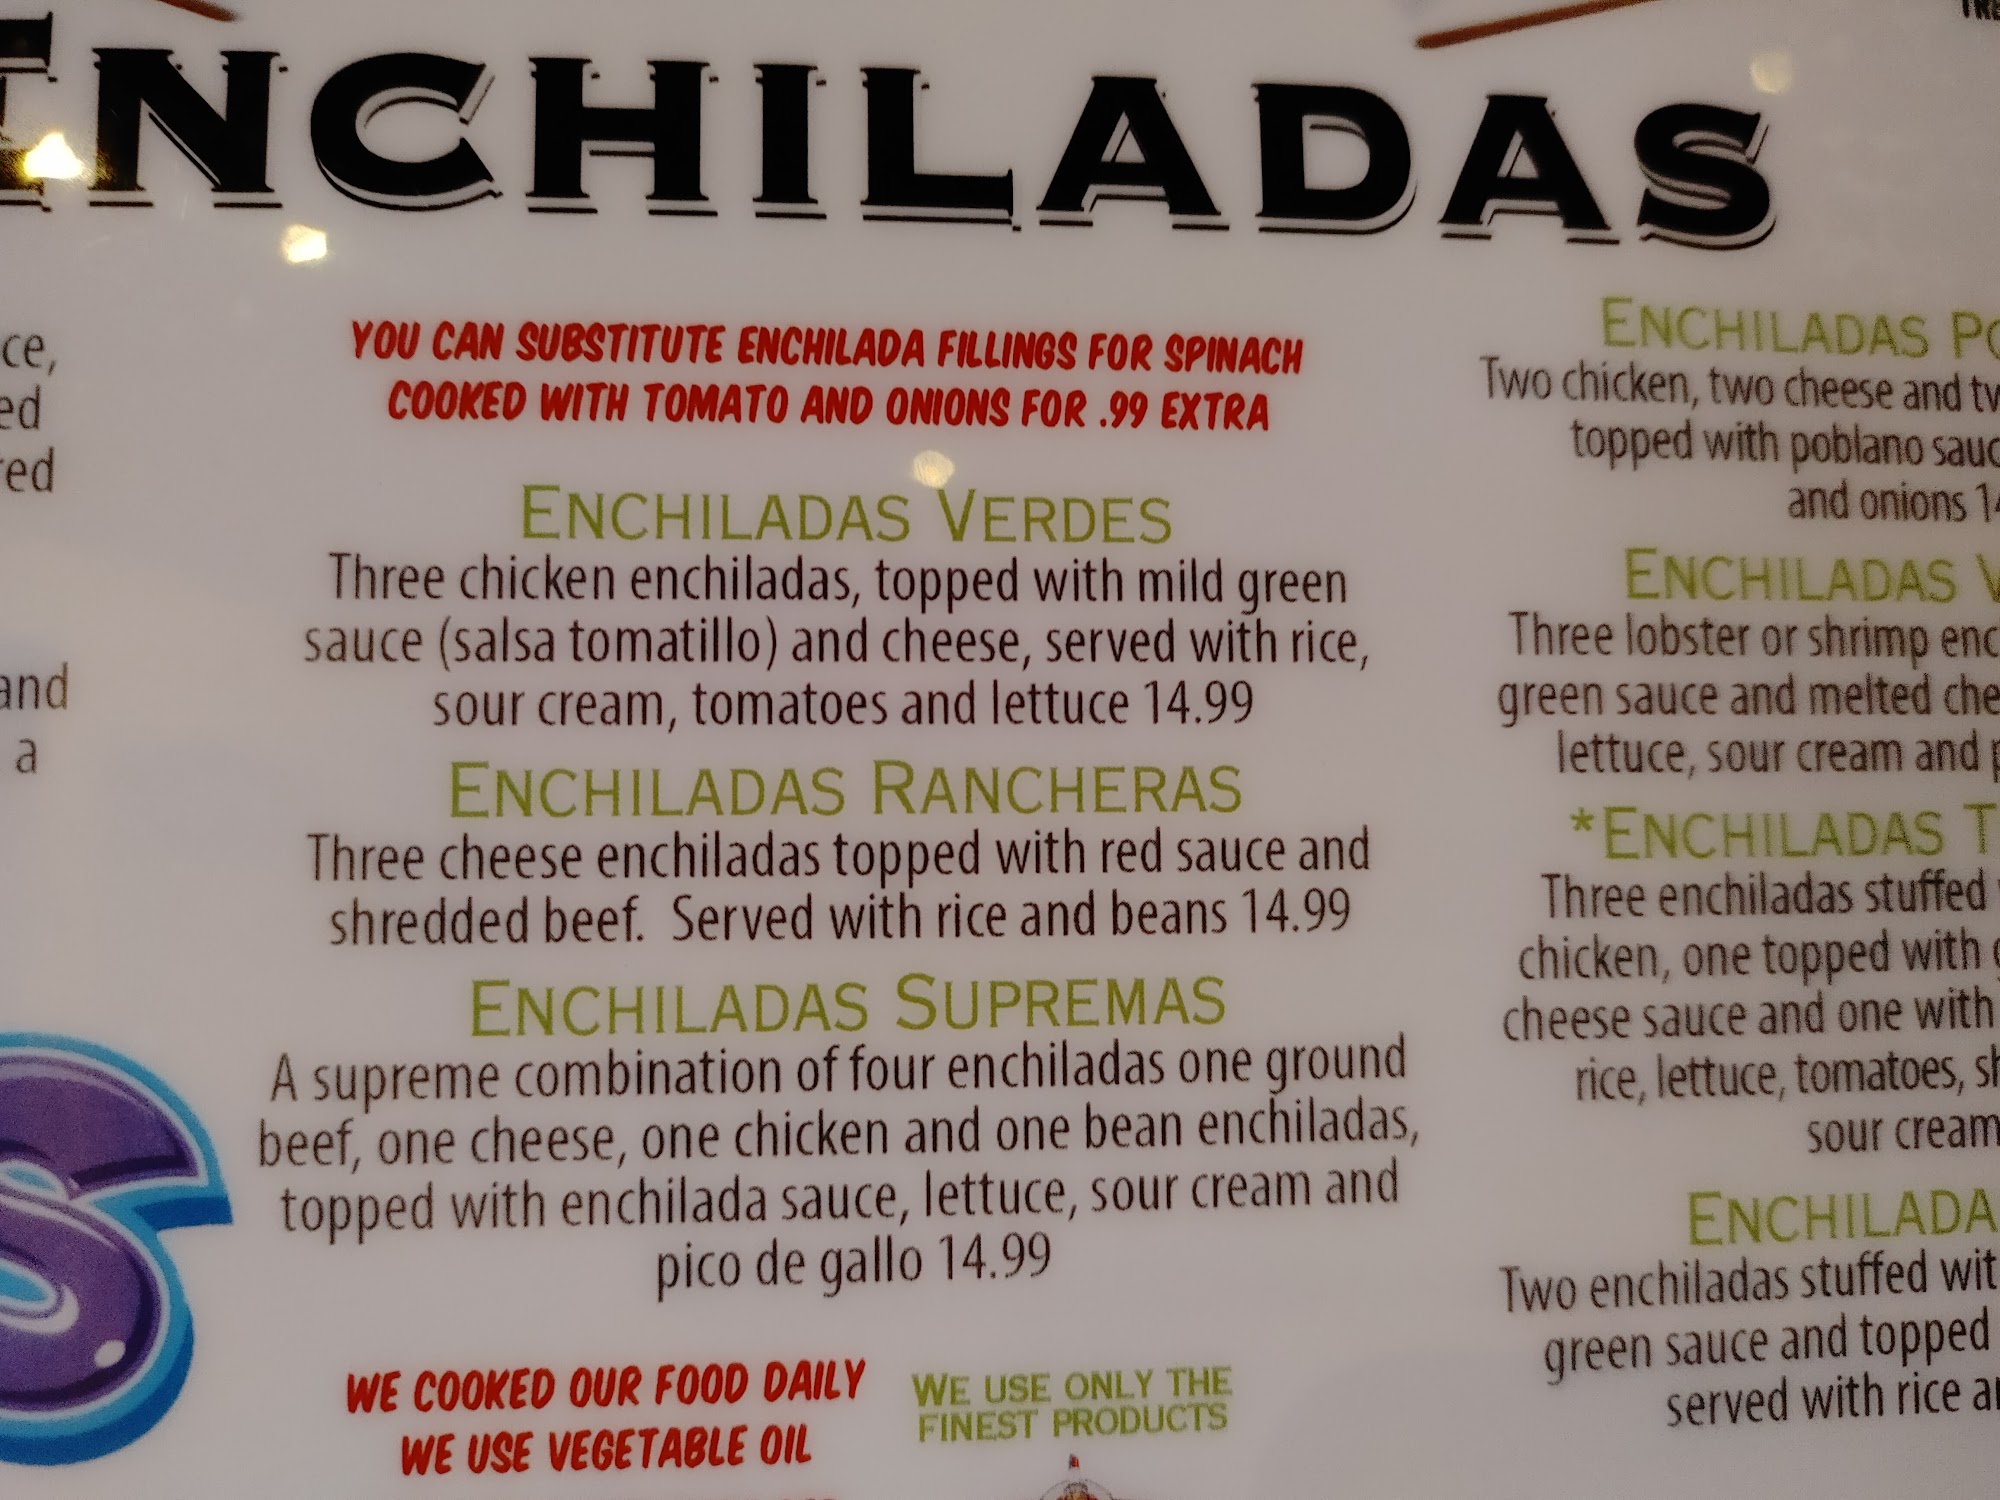 ENCHILADAS
ce,
ed
red
and
a
YOU CAN SUBSTITUTE ENCHILADA FILLINGS FOR SPINACH
COOKED WITH TOMATO AND ONIONS FOR .99 EXTRA
ENCHILADAS VERDES
Three chicken enchiladas, topped with mild green
sauce (salsa tomatillo) and cheese, served with rice,
sour cream, tomatoes and lettuce 14.99
ENCHILADAS RANCHERAS
Three cheese enchiladas topped with red sauce and
shredded beef. Served with rice and beans 14.99
ENCHILADAS SUPREMAS
A supreme combination of four enchiladas one ground
beef, one cheese, one chicken and one bean enchiladas,
topped with enchilada sauce, lettuce, sour cream and
pico de gallo 14.99
WE COOKED OUR FOOD DAILY
WE USE VEGETABLE OIL
WE USE ONLY THE
FINEST PRODUCTS
ENCHILADAS
Two chicken, two cheese and
topped with poblano
and onions
ENCHILADAS
Three lobster or shrimp
green sauce and melted
lettuce, sour cream and
*ENCHILADAS
Three enchiladas stuffed
chicken, one topped with
cheese sauce and one with
rice, lettuce, tomatoes,
sour cream
ENCHILADA
Two enchiladas stuffed
green sauce and topped
served with rice